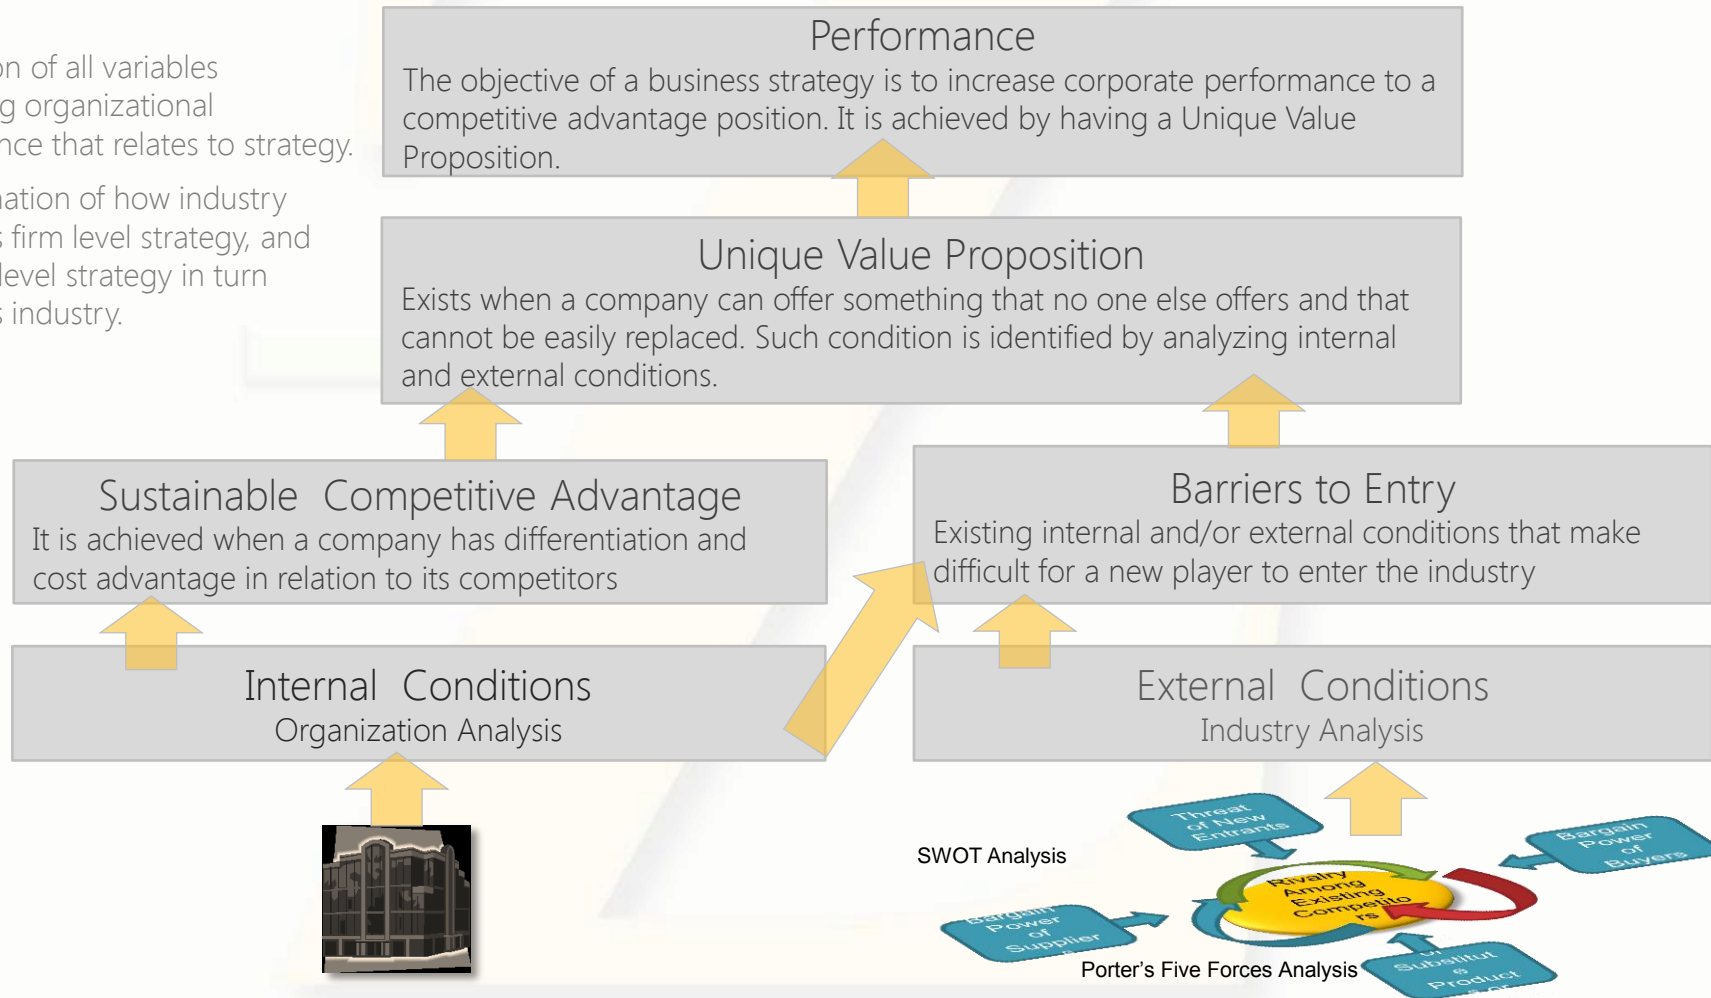 on of all variables
g organizational
nce that relates to strategy.
nation of how industry
s firm level strategy, and
level strategy in turn
s industry.
Performance
The objective of a business strategy is to increase corporate performance to a
competitive advantage position. It is achieved by having a Unique Value
Proposition.
Unique Value Proposition
Exists when a company can offer something that no one else offers and that
cannot be easily replaced. Such condition is identified by analyzing internal
and external conditions.
Sustainable Competitive Advantage
It is achieved when a company has differentiation and
cost advantage in relation to its competitors
Barriers to Entry
Existing internal and/or external conditions that make
difficult for a new player to enter the industry
Internal Conditions
Organization Analysis
External Conditions
Industry Analysis
SWOT Analysis
Threat
of New
Entrants
Bargain
Power
of
Buyers
Rivalry
Among
Existing
Competito
rs
Bargain
Power
of
Supplier
Porter's Five Forces Analysis
of
Substitut
e
Product
s or